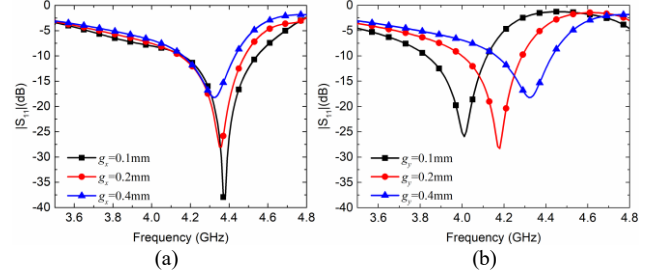 0
-5
-10
-15
-20
-25
-30
-35
-40
|S₁₁|(dB)
gₓ=0.1mm
gₓ=0.2mm
gₓ=0.4mm
3.6 3.8 4.0 4.2 4.4 4.6 4.8
Frequency (GHz)
(a)
0
-5
-10
-15
-20
-25
-30
-35
-40
|S₁₁|(dB)
g_y=0.1mm
g_y=0.2mm
g_y=0.4mm
3.6 3.8 4.0 4.2 4.4 4.6 4.8
Frequency (GHz)
(b)